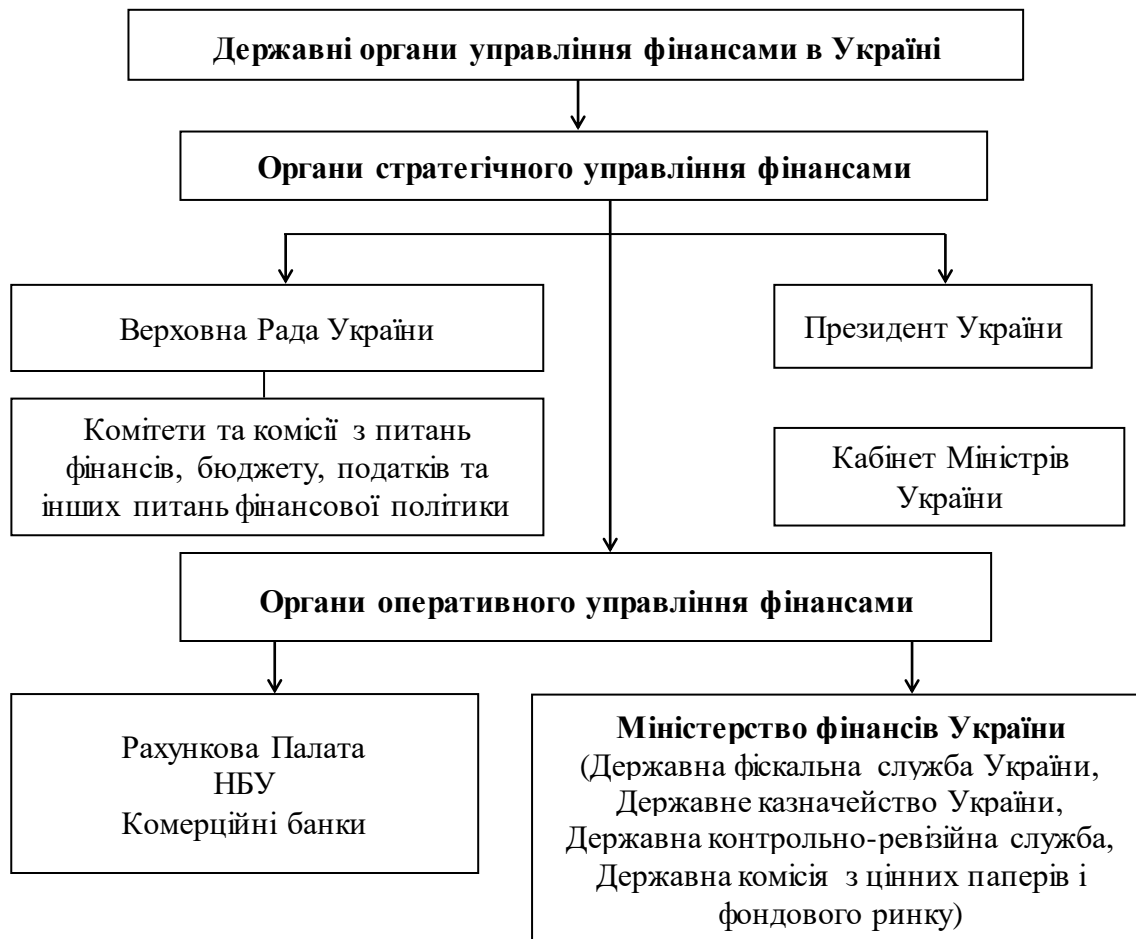 Державні органи управління фінансами в Україні
Органи стратегічного управління фінансами
Верховна Рада України
Президент України
Комітети та комісії з питань
фінансів, бюджету, податків та
інших питань фінансової політики
Кабінет Міністрів
України
Органи оперативного управління фінансами
Рахункова Палата
НБУ
Комерційні банки
Міністерство фінансів України
(Державна фіскальна служба України,
Державне казначейство України,
Державна контрольно-ревізійна служба,
Державна комісія з цінних паперів і
фондового ринку)